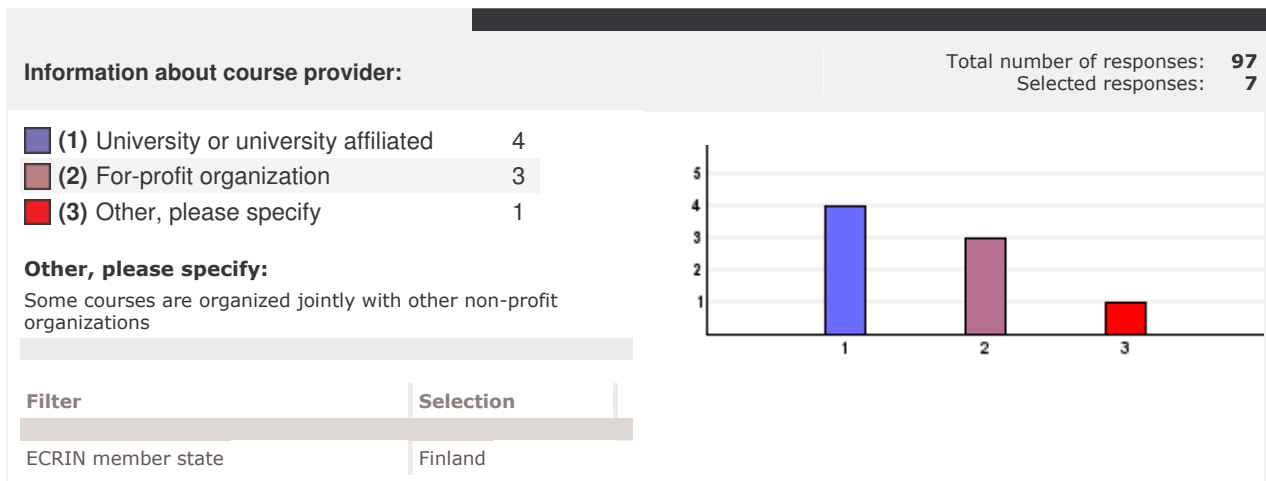 Information about course provider:
Total number of responses: 97
Selected responses: 7
(1) University or university affiliated 4
(2) For-profit organization 3
(3) Other, please specify 1
Other, please specify:
Some courses are organized jointly with other non-profit
organizations
Filter Selection
ECRIN member state Finland
5
4
3
2
1
1 2 3